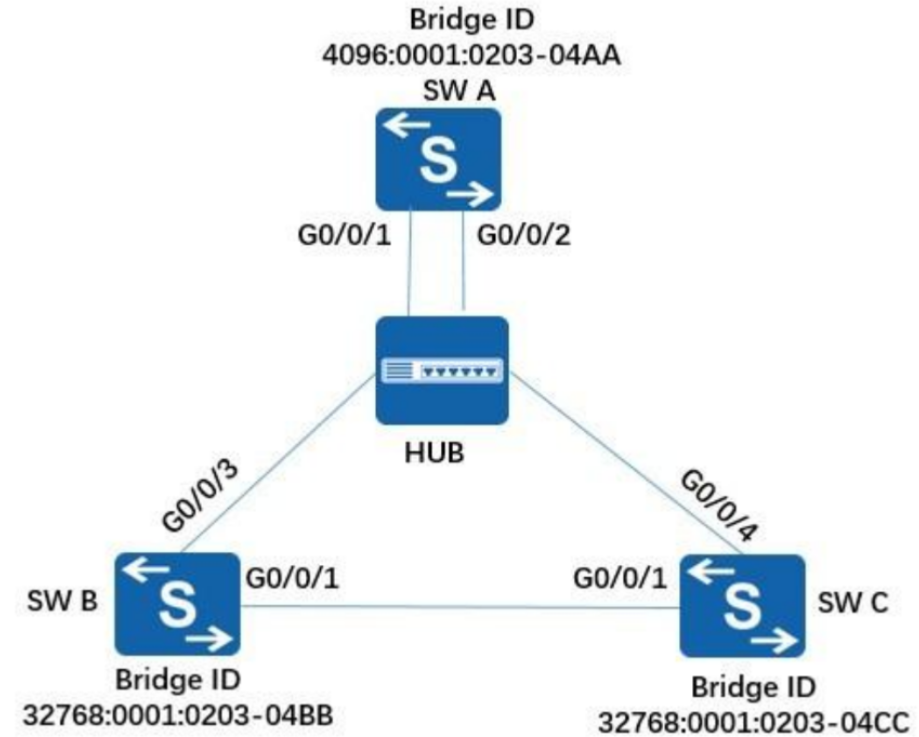 Bridge ID
4096:0001:0203-04AA
SW A
S
G0/0/1
G0/0/2
HUB
G0/0/3
G0/0/4
SW B
S
G0/0/1
G0/0/1
S
SW C
Bridge ID
32768:0001:0203-04BB
Bridge ID
32768:0001:0203-04CC